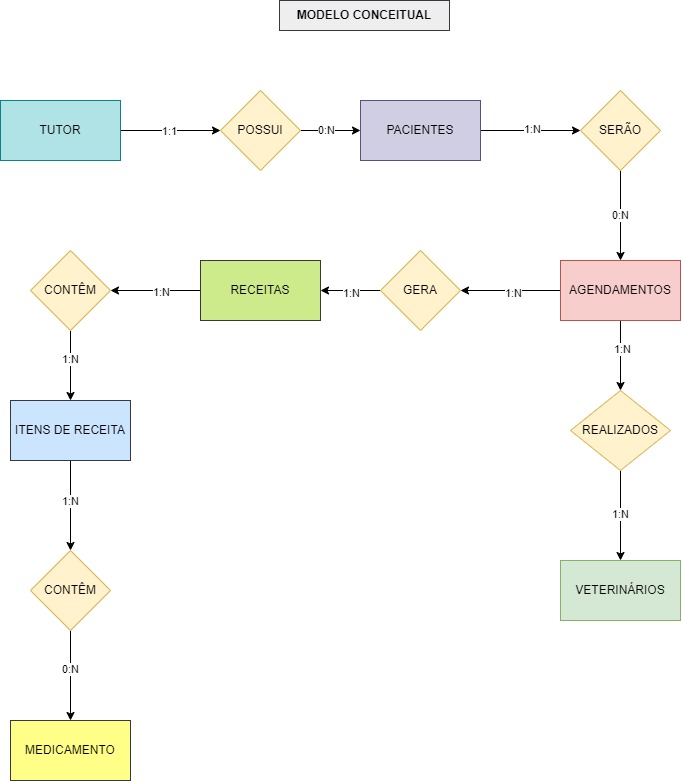 MODELO CONCEITUAL
TUTOR
1:1
POSSUI
0:N
PACIENTES
1:N
SERÃO
0:N
AGENDAMENTOS
1:N
GERA
1:N
RECEITAS
1:N
CONTÊM
1:N
ITENS DE RECEITA
1:N
CONTÊM
0:N
MEDICAMENTO
1:N
REALIZADOS
1:N
VETERINÁRIOS